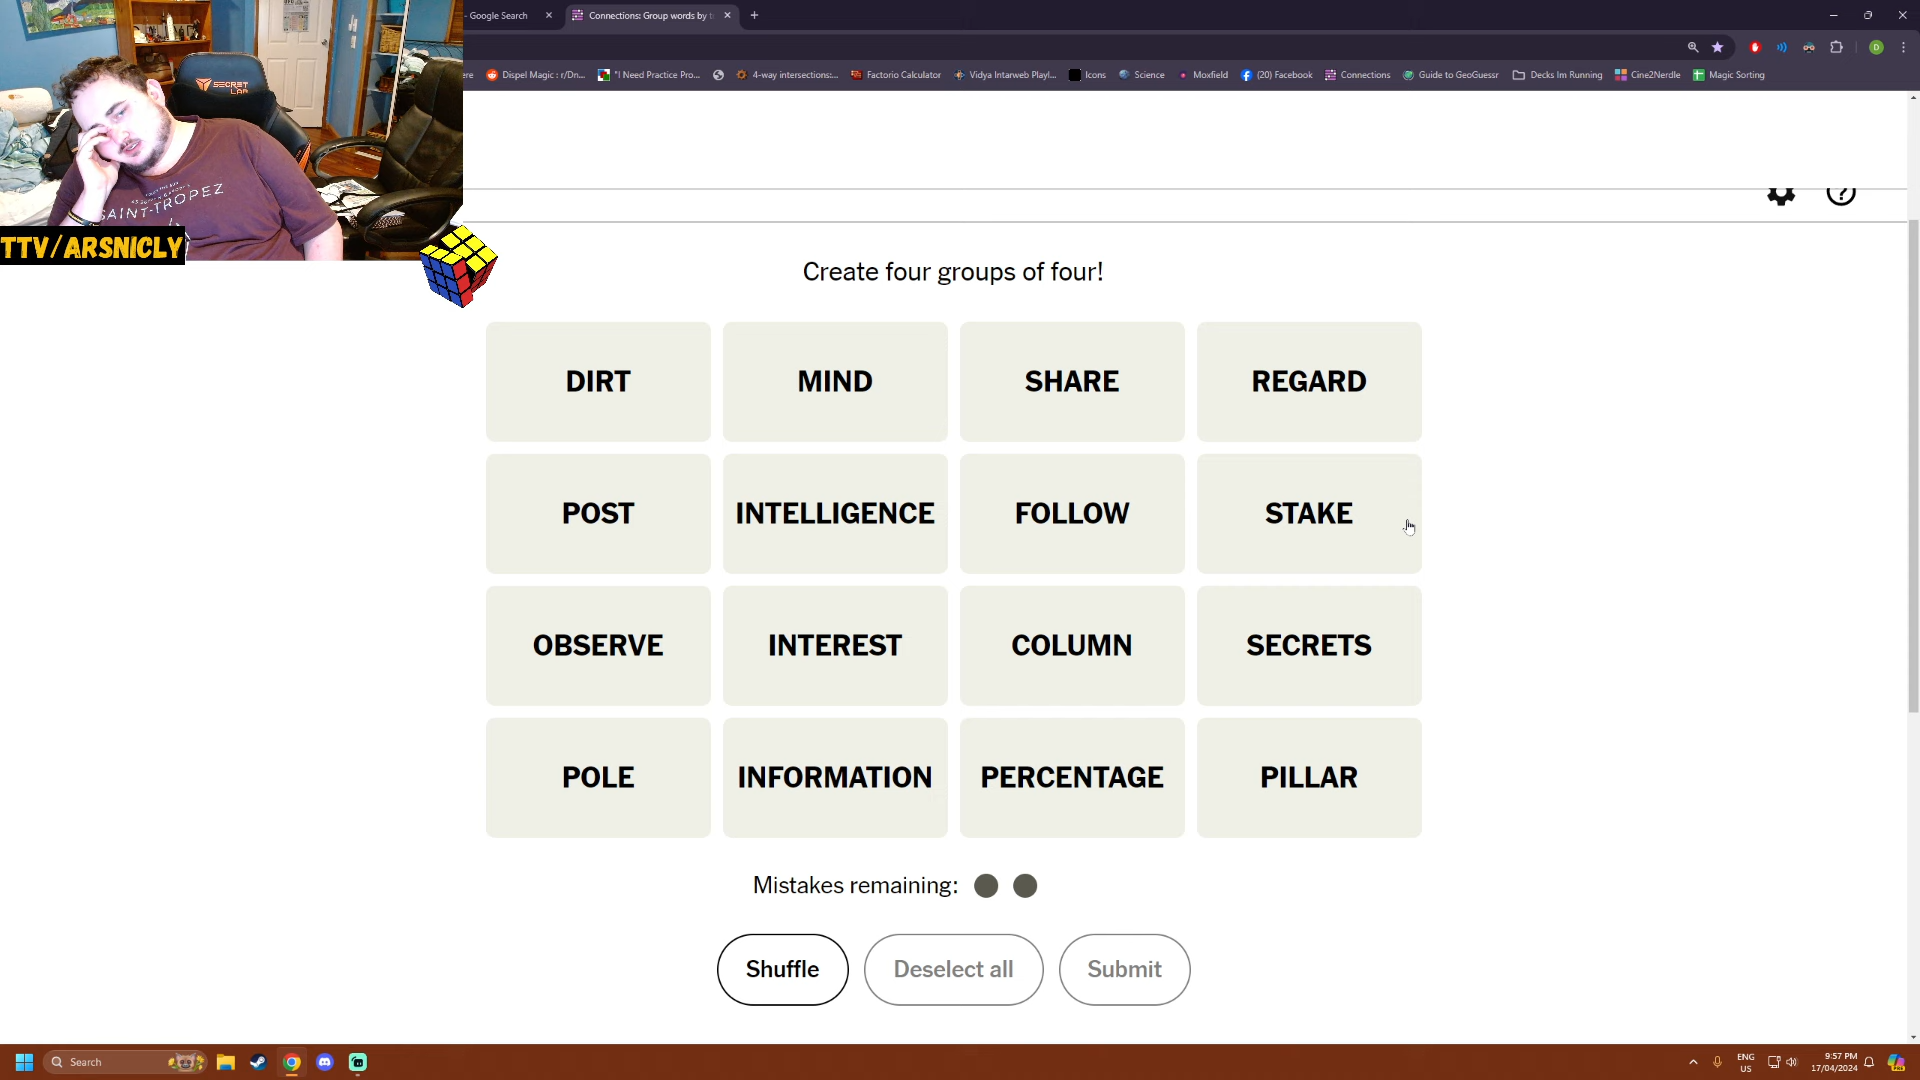 - Google Search
Connections: Group words by t
ere
Dispel Magic : r/Dn...
"I Need Practice Pro...
4-way intersections:...
Factorio Calculator
Vidya Intarweb Playl...
Icons
Science
Moxfield
(20) Facebook
Connections
Guide to GeoGuessr
Decks Im Running
Cine2Nerdle
Magic Sorting
D
SECRET
LAB
SAINT-TROPEZ
TTV/ARSNICLY
Create four groups of four!
DIRT
MIND
SHARE
REGARD
POST
INTELLIGENCE
FOLLOW
STAKE
OBSERVE
INTEREST
COLUMN
SECRETS
POLE
INFORMATION
PERCENTAGE
PILLAR
Mistakes remaining:
Shuffle
Deselect all
Submit
Search
ENG
US
9:57 PM
17/04/2024